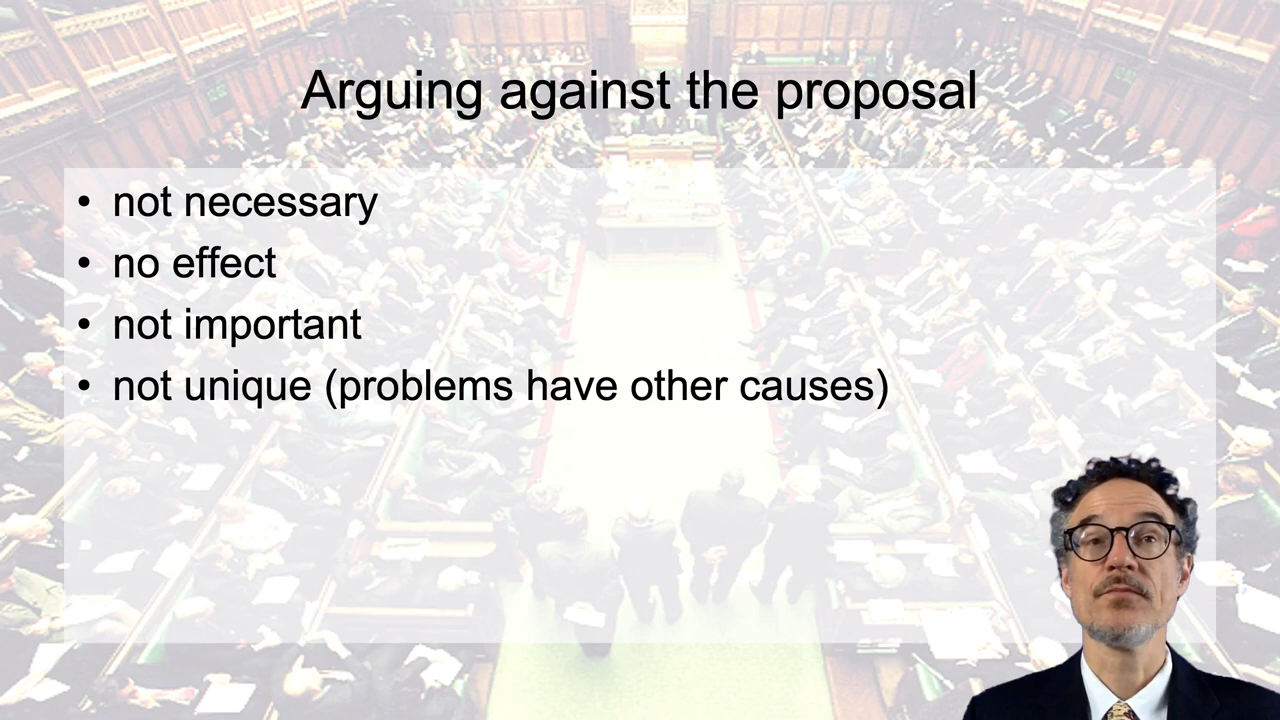 Arguing against the proposal
• not necessary
• no effect
• not important
• not unique (problems have other causes)